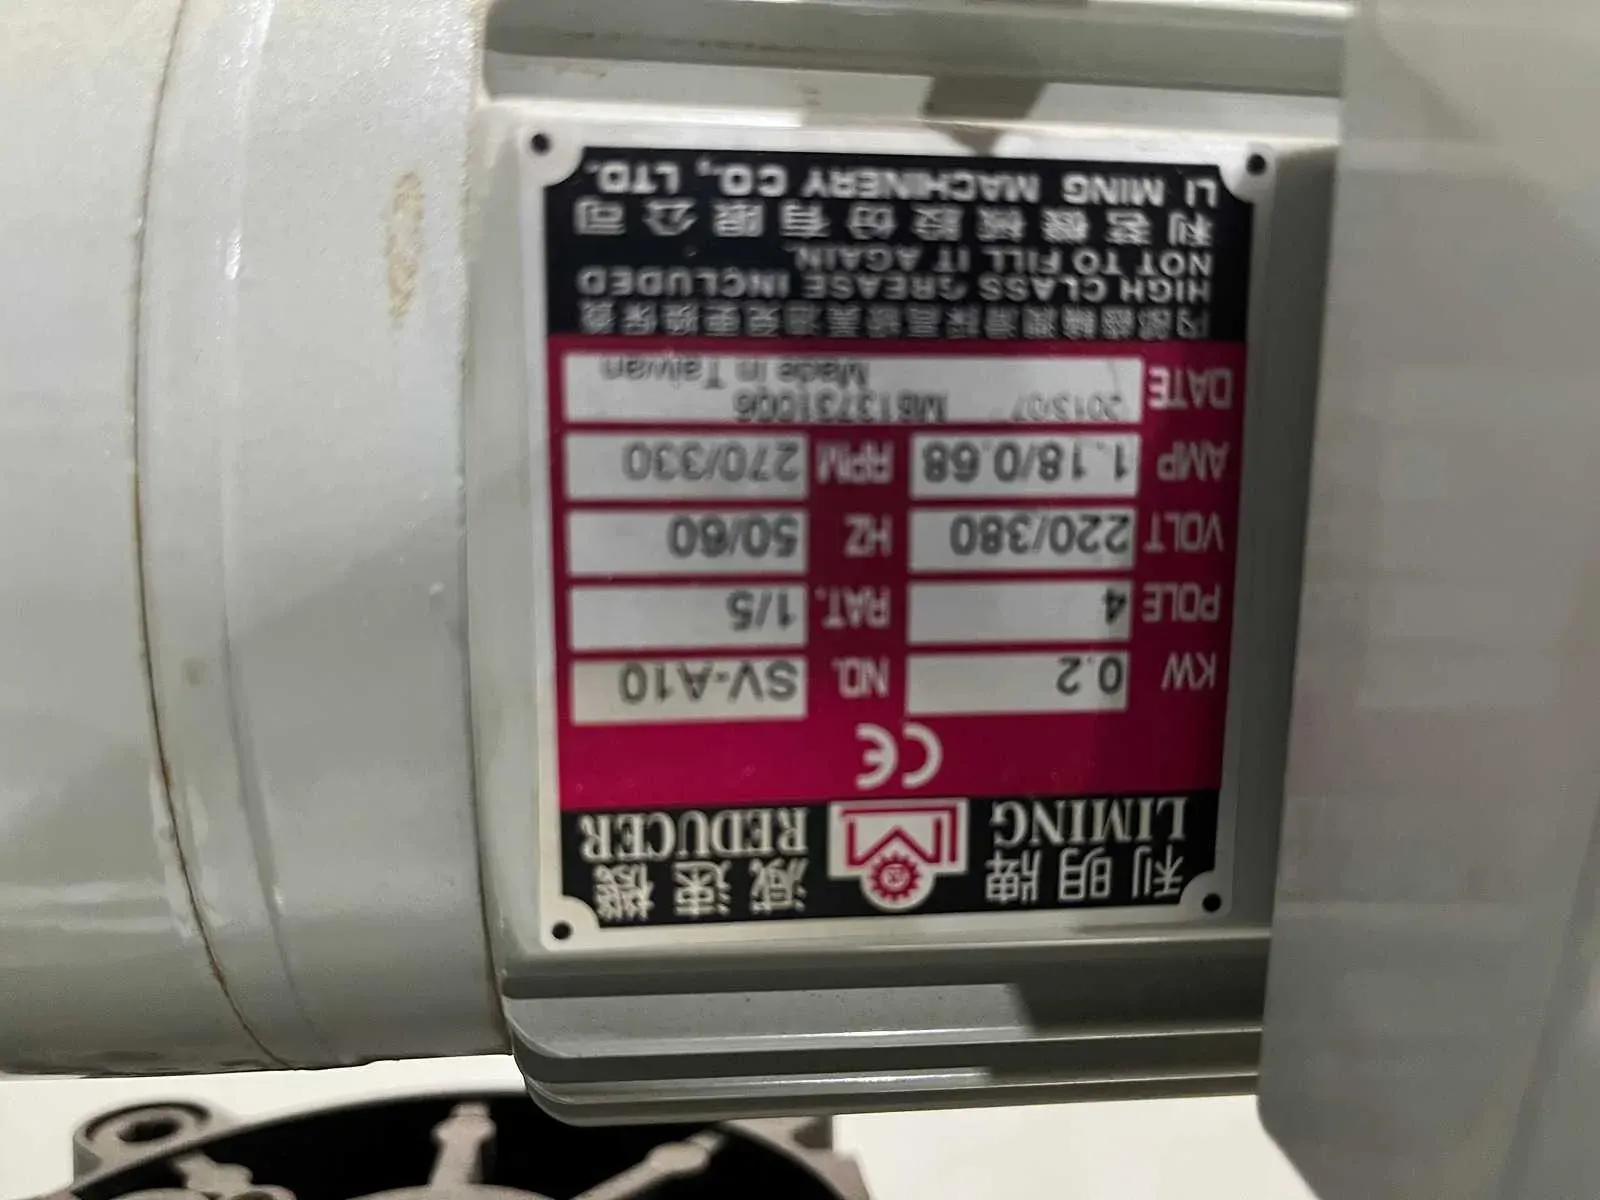 利明牌 減速機
LIMING REDUCER
CE
KW 0.2 NO. SV-A10
POLE 4 RAT. 1/5
VOLT 220/380 HZ 50/60
AMP 1.18/0.68 RPM 270/330
DATE 2013/07 M613731006
Made in Taiwan
HIGH CLASS GREASE INCLUDED
NOT TO FILL IT AGAIN.
利茗機械股份有限公司
LI MING MACHINERY CO., LTD.